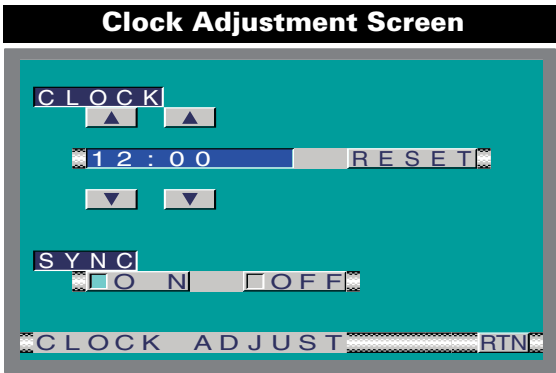 Clock Adjustment Screen
CLOCK
▲ ▲
12:00 RESET
▼ ▼
SYNC
ON OFF
CLOCK ADJUST RTN